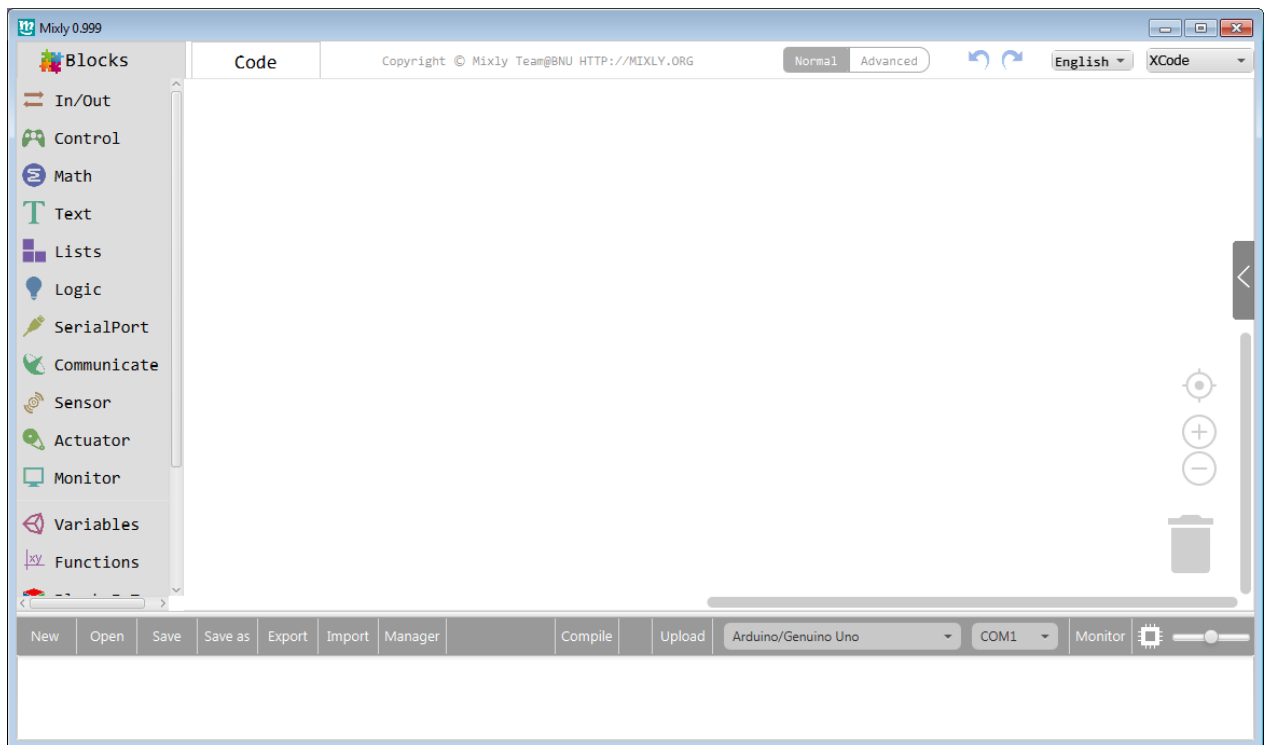 Mixly 0.999
Blocks Code Copyright © Mixly Team@BNU HTTP://MIXLY.ORG Normal Advanced English XCode
In/Out
Control
Math
Text
Lists
Logic
SerialPort
Communicate
Sensor
Actuator
Monitor
Variables
xy Functions
New Open Save Save as Export Import Manager Compile Upload Arduino/Genuino Uno COM1 Monitor